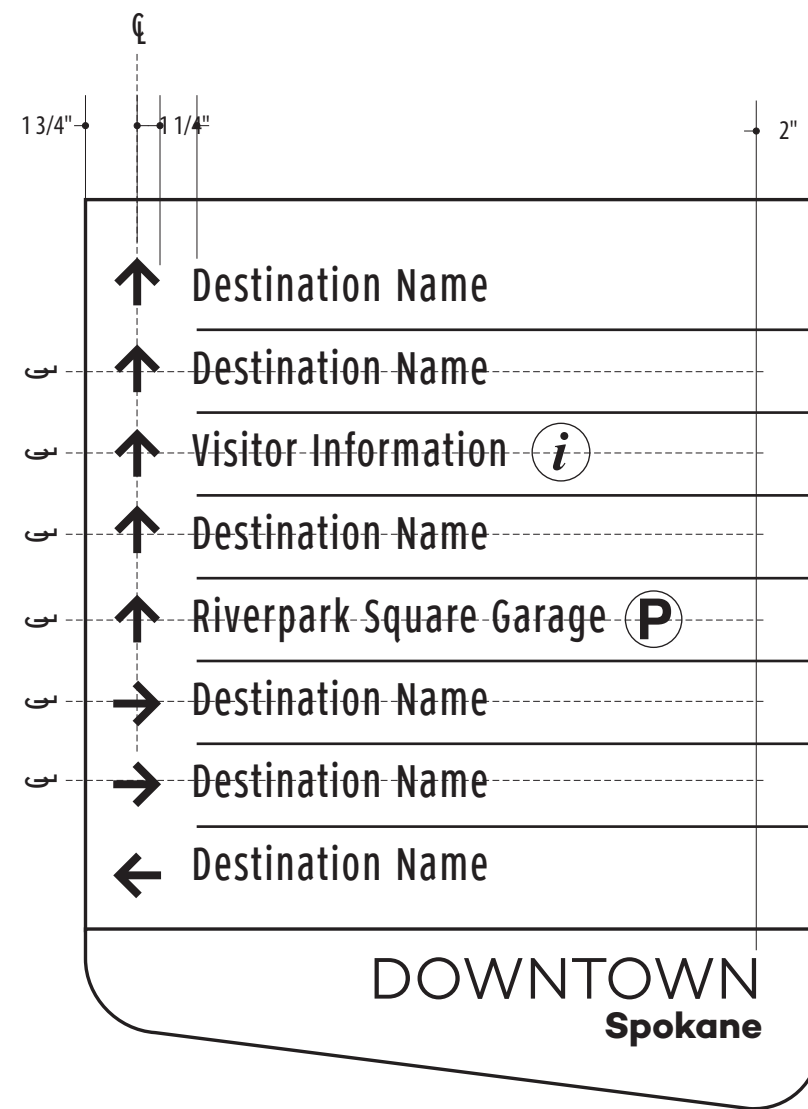 ℄
1 3/4" 1 1/4" 2"
Destination Name
℄ Destination Name
℄ Visitor Information i
℄ Destination Name
℄ Riverpark Square Garage P
℄ Destination Name
℄ Destination Name
Destination Name
DOWNTOWN
Spokane